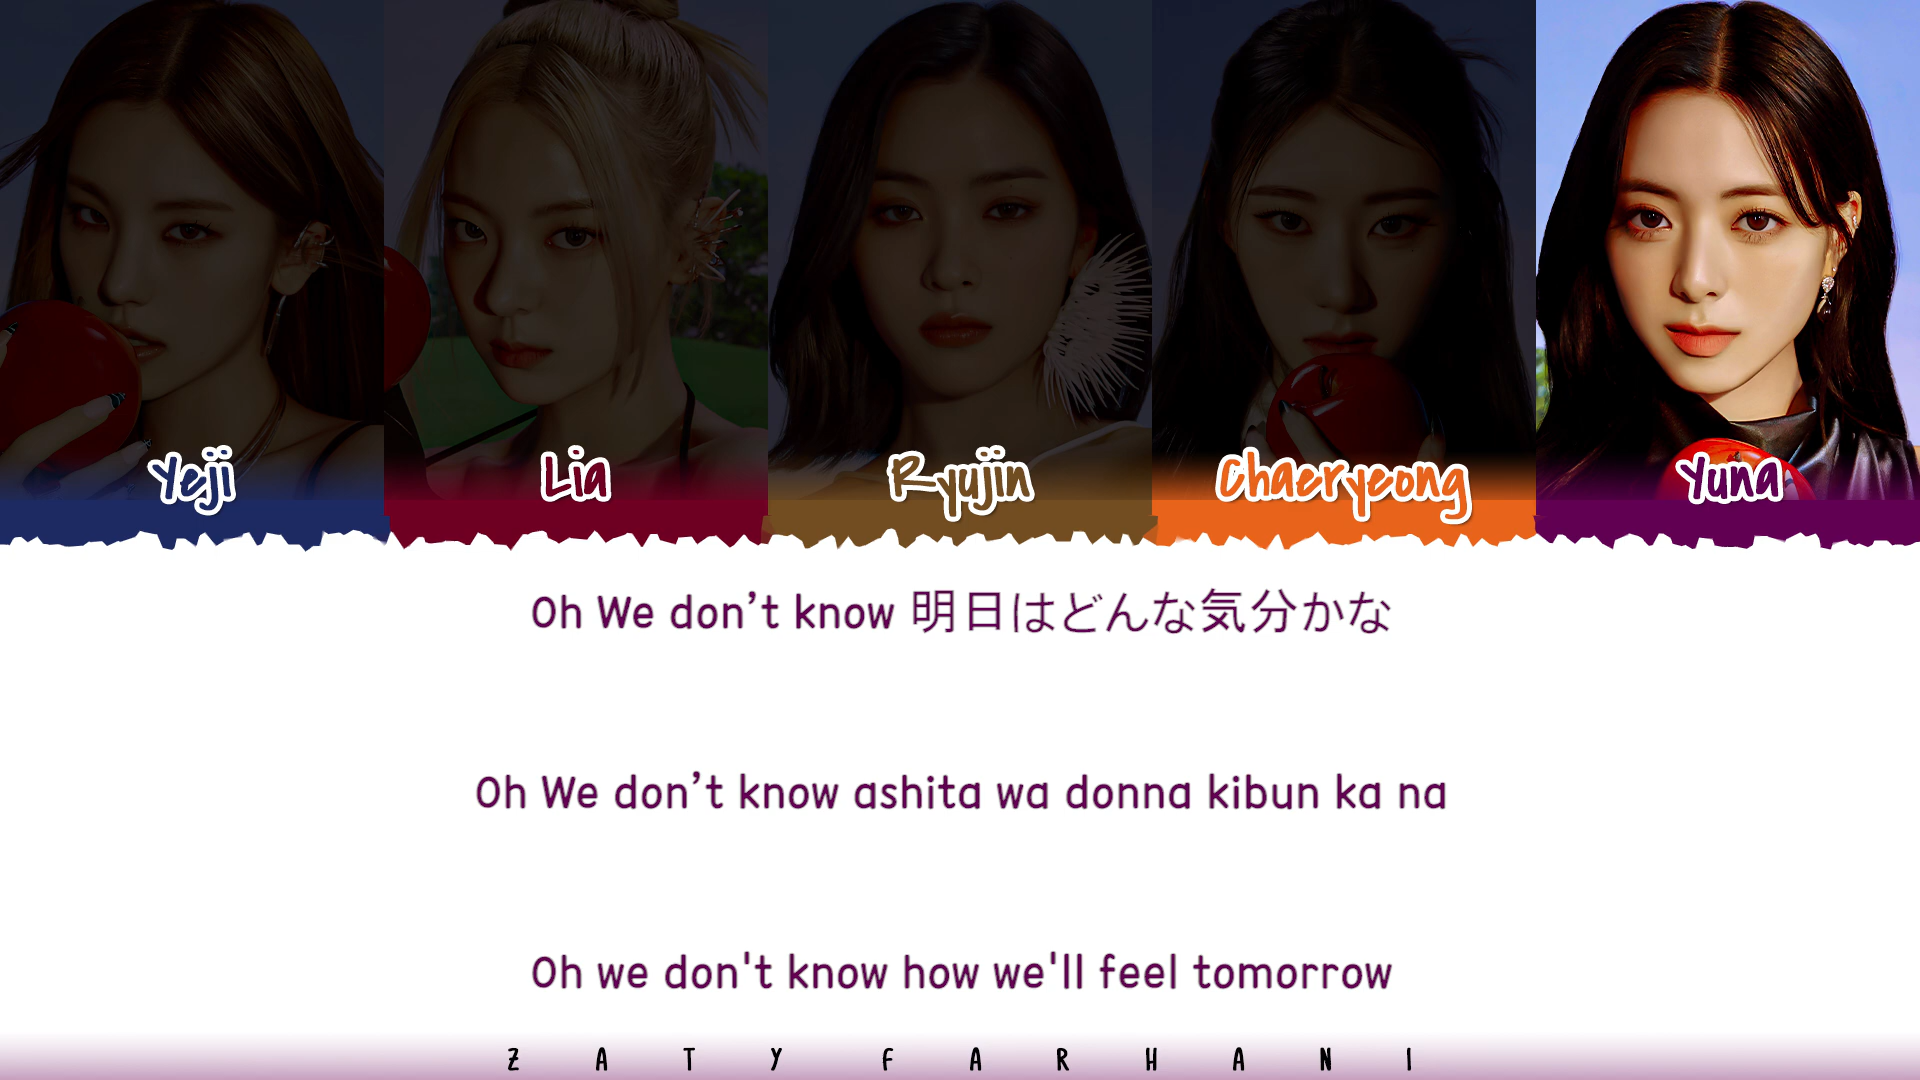 Yeji Lia Ryujin Chaeryeong Yuna
Oh We don’t know 明日はどんな気分かな
Oh We don’t know ashita wa donna kibun ka na
Oh we don't know how we'll feel tomorrow
ZATY FARHANI